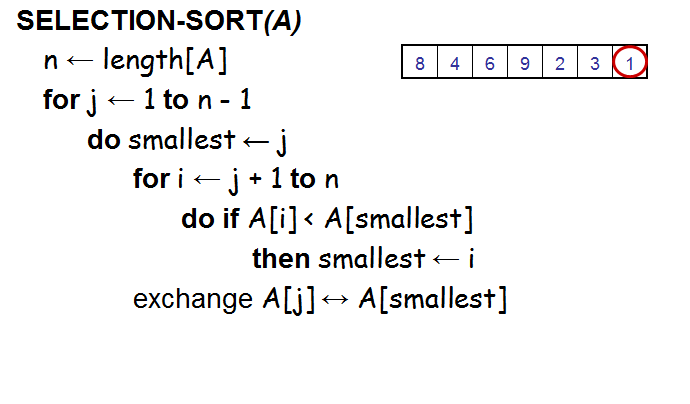 SELECTION-SORT(A)
n ← length[A]
8 4 6 9 2 3 1
for j ← 1 to n - 1
do smallest ← j
for i ← j + 1 to n
do if A[i] < A[smallest]
then smallest ← i
exchange A[j] ↔ A[smallest]